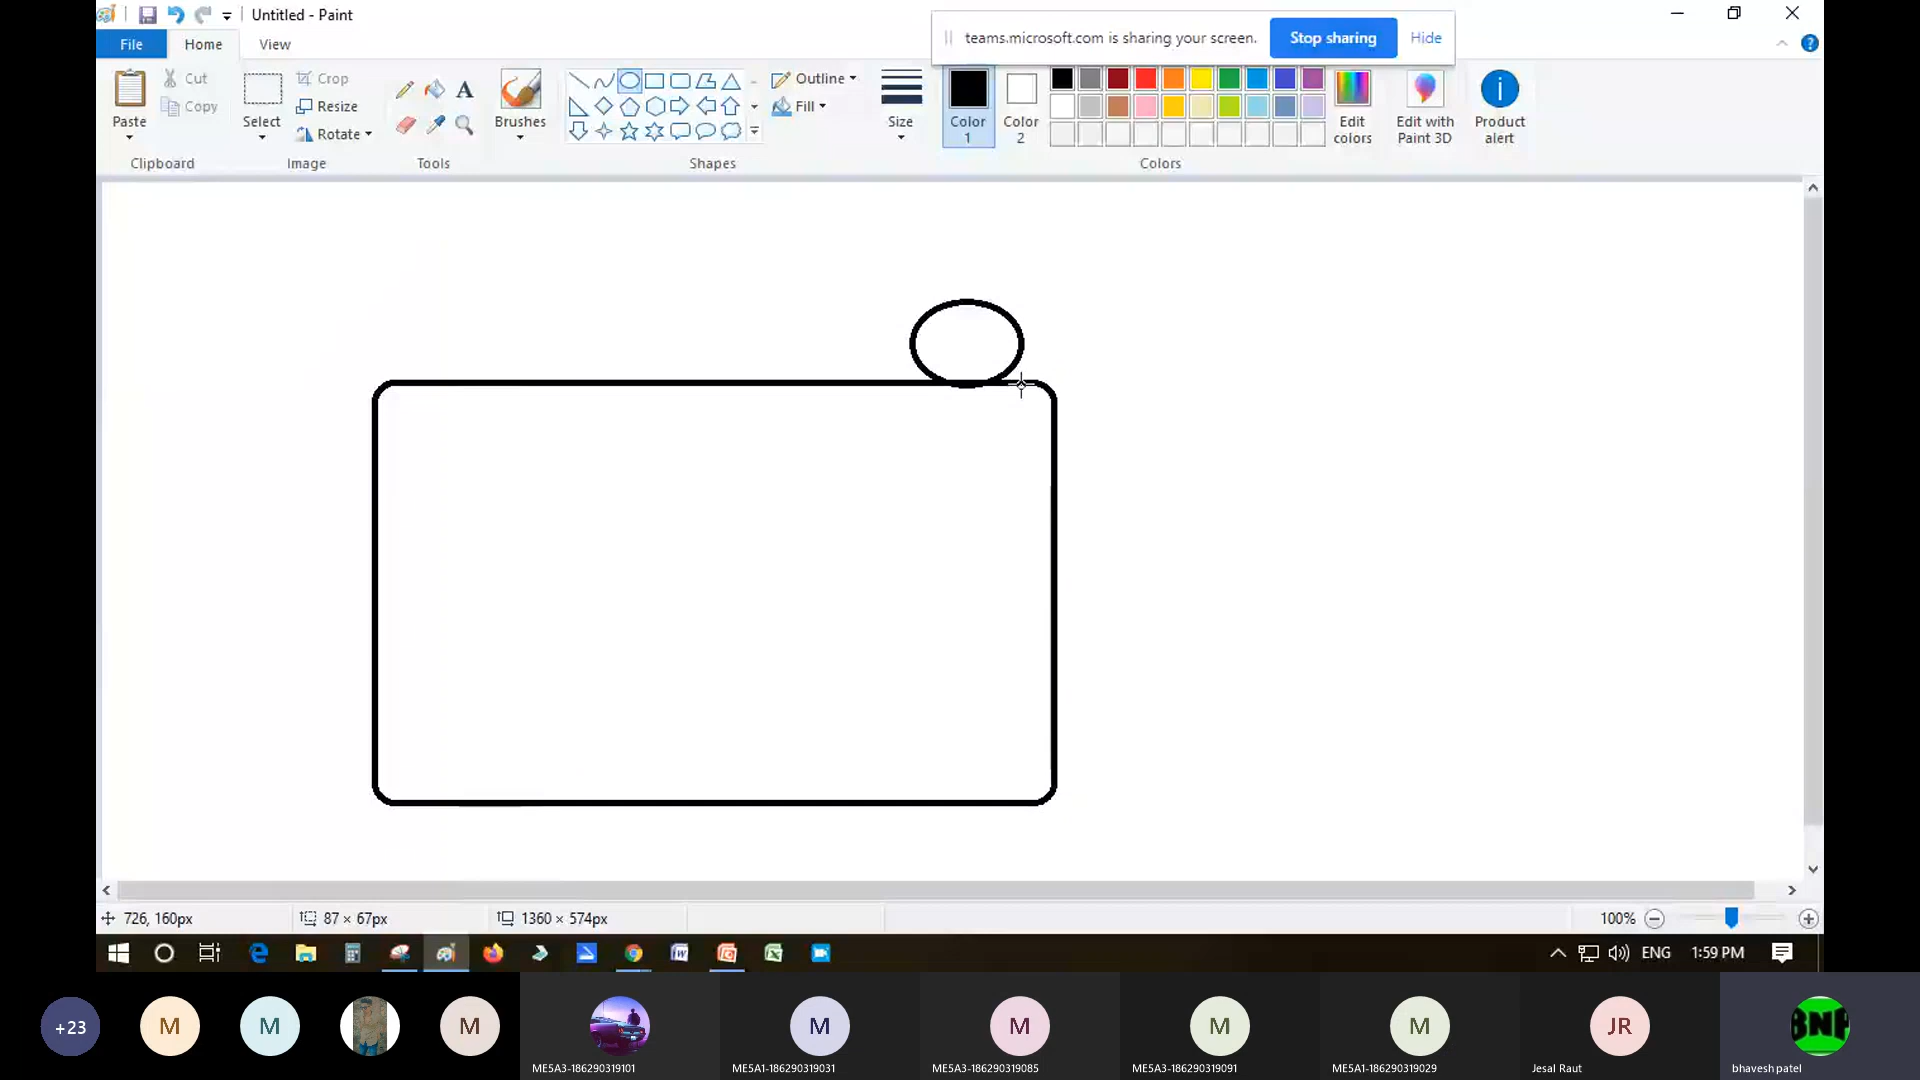 Untitled - Paint
teams.microsoft.com is sharing your screen. Stop sharing Hide
File Home View
Paste
Cut
Copy
Clipboard
Select
Crop
Resize
Rotate
Image
A
Tools
Brushes
Shapes
Outline
Fill
Size
Color 1
Color 2
Colors
Edit colors
Edit with Paint 3D
Product alert
726, 160px 87 × 67px 1360 × 574px 100%
ENG 1:59 PM
+23 M M M M M M M JR BNP
ME5A3-186290319101 ME5A1-186290319031 ME5A3-186290319085 ME5A3-186290319091 ME5A1-186290319029 Jesal Raut bhavesh patel